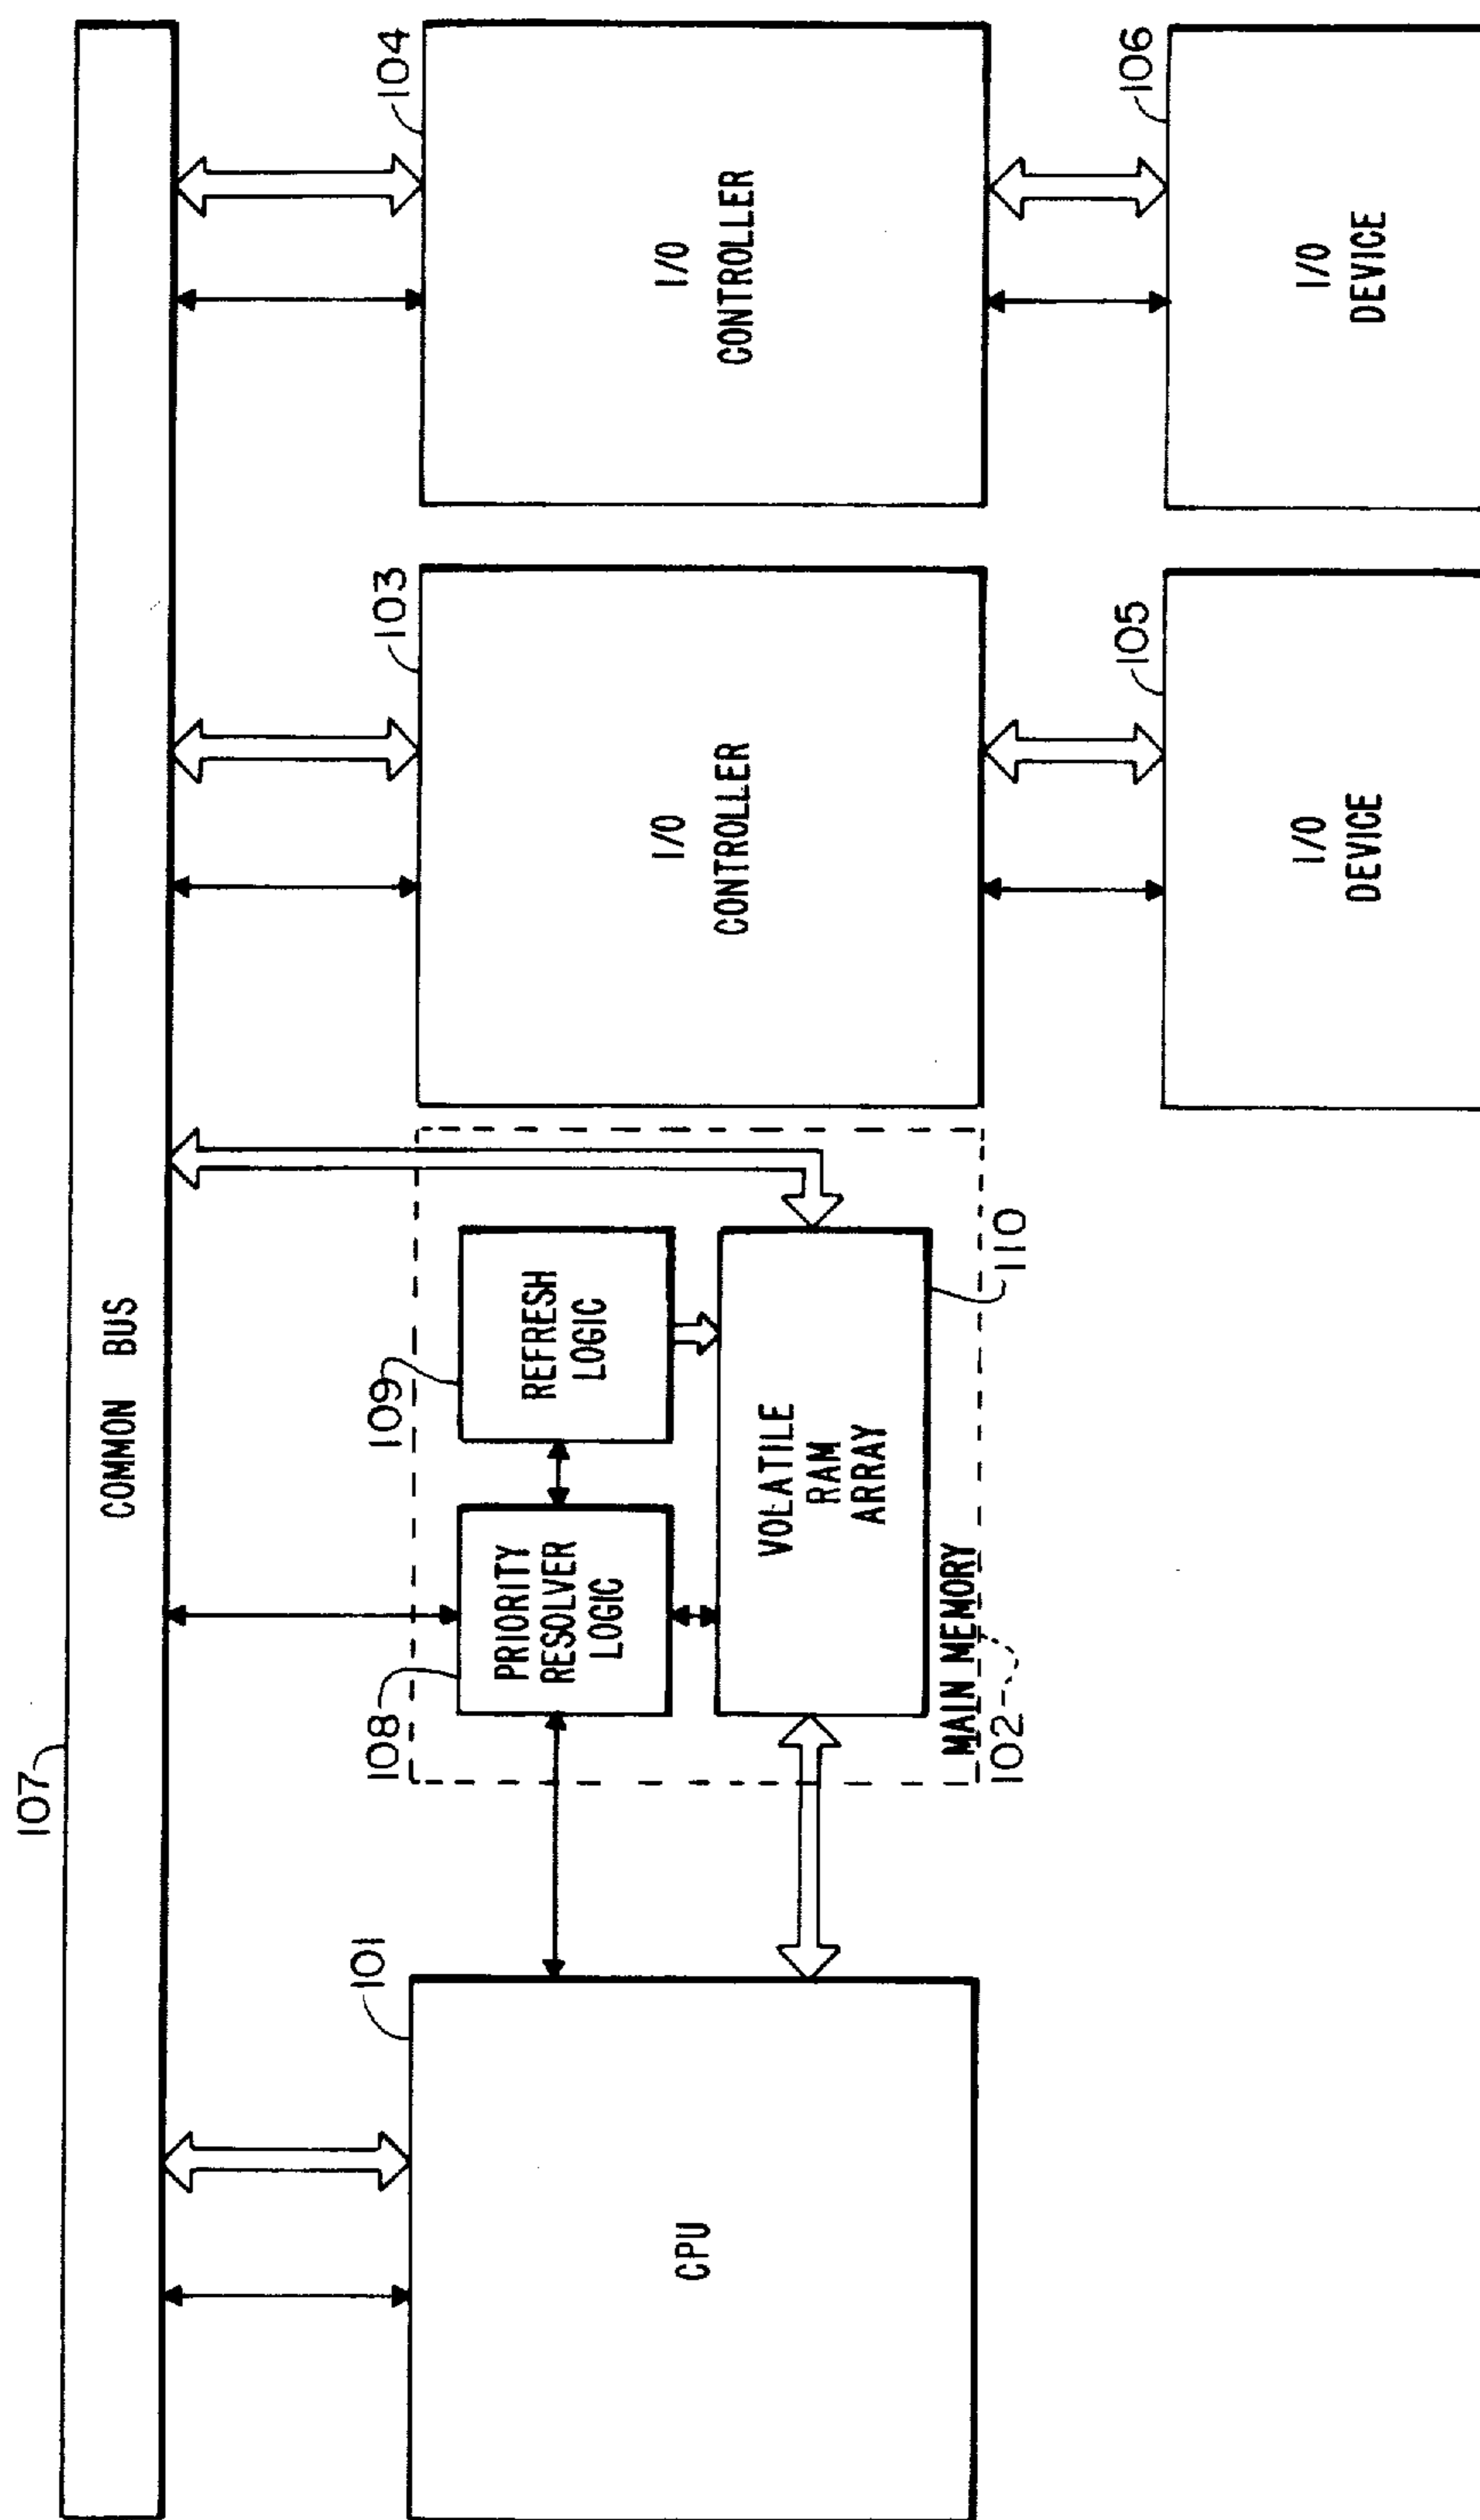 107
COMMON BUS
101
CPU
108
PRIORITY
RESOLVER
LOGIC
109
REFRESH
LOGIC
VOLATILE
RAM
ARRAY
110
MAIN MEMORY
102
103
I/O
CONTROLLER
104
I/O
CONTROLLER
105
I/O
DEVICE
106
I/O
DEVICE